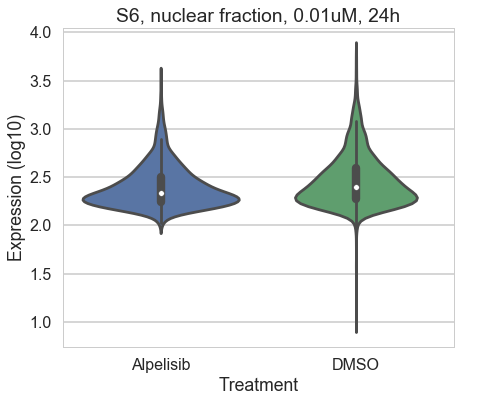 S6, nuclear fraction, 0.01uM, 24h
Expression (log10)
4.0
3.5
3.0
2.5
2.0
1.5
1.0
Alpelisib DMSO
Treatment